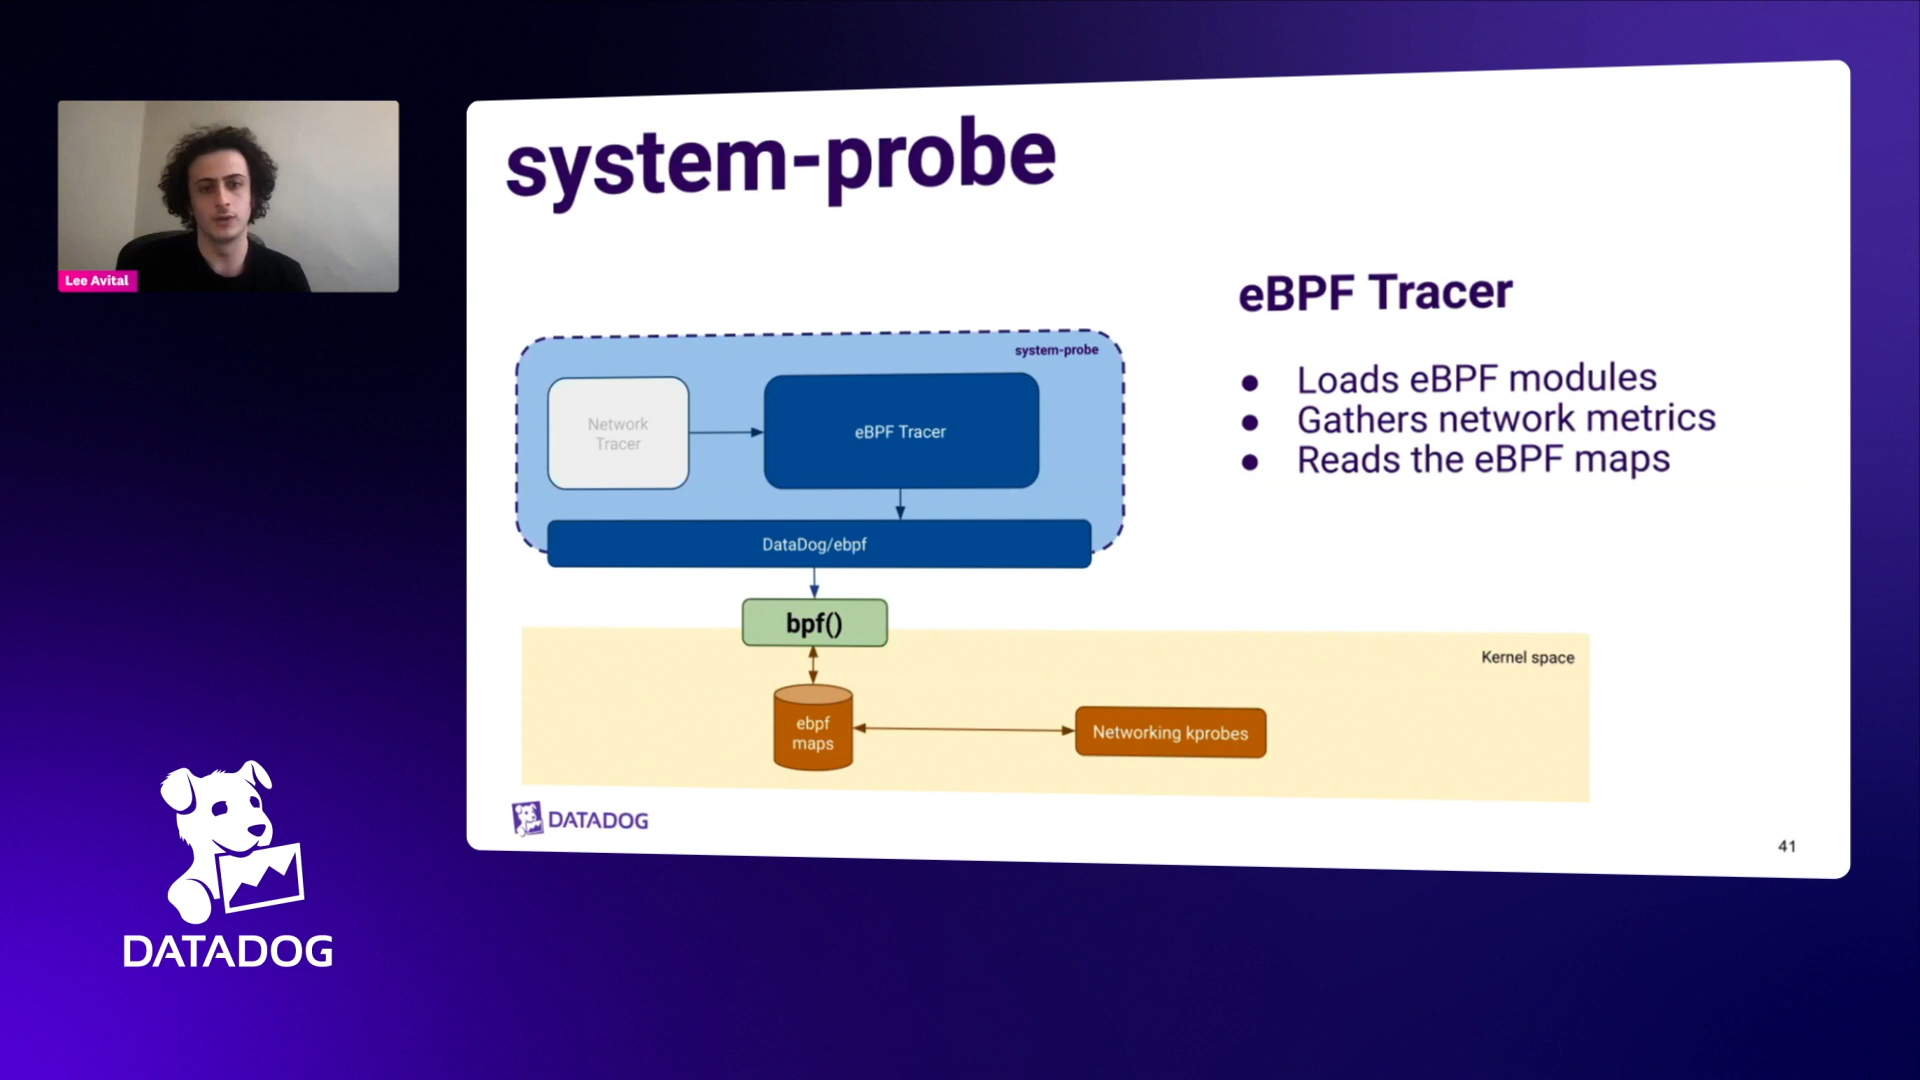 system-probe
Lee Avital
eBPF Tracer
system-probe
Network
Tracer
eBPF Tracer
● Loads eBPF modules
● Gathers network metrics
● Reads the eBPF maps
DataDog/ebpf
bpf()
Kernel space
ebpf
maps
Networking kprobes
DATADOG
41
DATADOG